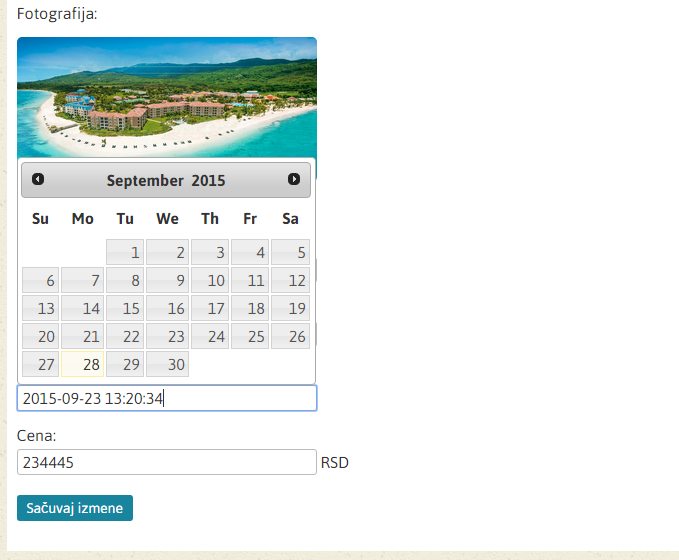 Fotografija:
September 2015
Su Mo Tu We Th Fr Sa
1 2 3 4 5
6 7 8 9 10 11 12
13 14 15 16 17 18 19
20 21 22 23 24 25 26
27 28 29 30
2015-09-23 13:20:34
Cena:
234445 RSD
Sačuvaj izmene